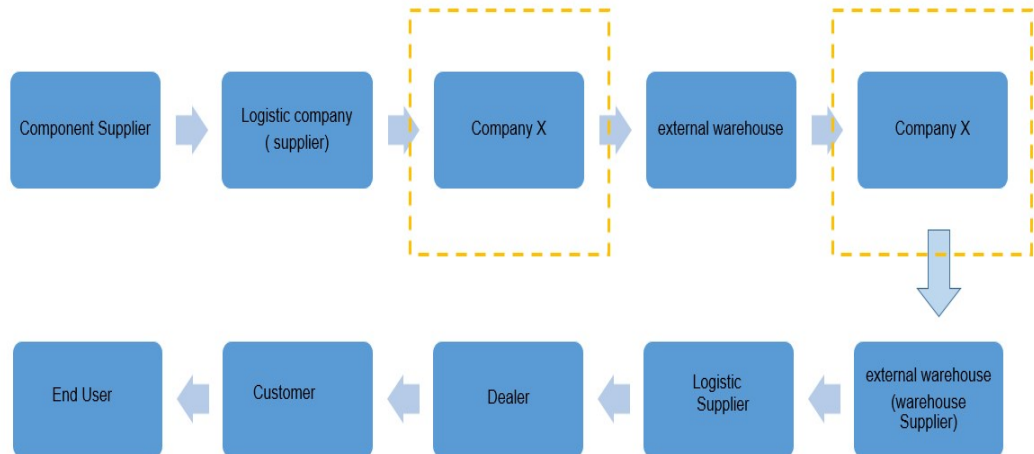 Component Supplier
Logistic company
( supplier)
Company X
external warehouse
Company X
End User
Customer
Dealer
Logistic
Supplier
external warehouse
(warehouse
Supplier)